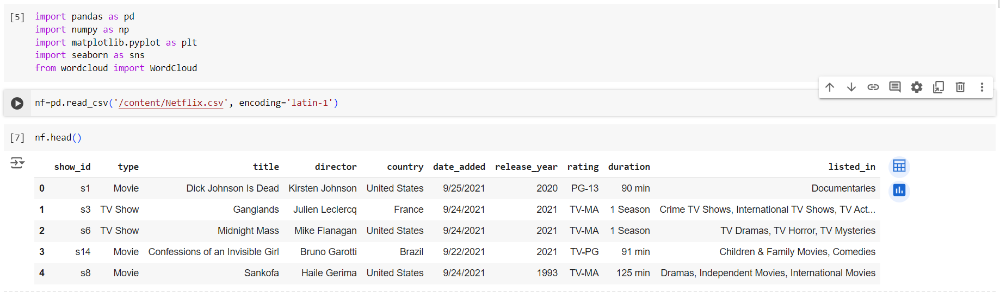 [5] import pandas as pd
import numpy as np
import matplotlib.pyplot as plt
import seaborn as sns
from wordcloud import WordCloud
nf=pd.read_csv('/content/Netflix.csv', encoding='latin-1')
[7] nf.head()
show_id type title director country date_added release_year rating duration listed_in
0 s1 Movie Dick Johnson Is Dead Kirsten Johnson United States 9/25/2021 2020 PG-13 90 min Documentaries
1 s3 TV Show Ganglands Julien Leclercq France 9/24/2021 2021 TV-MA 1 Season Crime TV Shows, International TV Shows, TV Act...
2 s6 TV Show Midnight Mass Mike Flanagan United States 9/24/2021 2021 TV-MA 1 Season TV Dramas, TV Horror, TV Mysteries
3 s14 Movie Confessions of an Invisible Girl Bruno Garotti Brazil 9/22/2021 2021 TV-PG 91 min Children & Family Movies, Comedies
4 s8 Movie Sankofa Haile Gerima United States 9/24/2021 1993 TV-MA 125 min Dramas, Independent Movies, International Movies